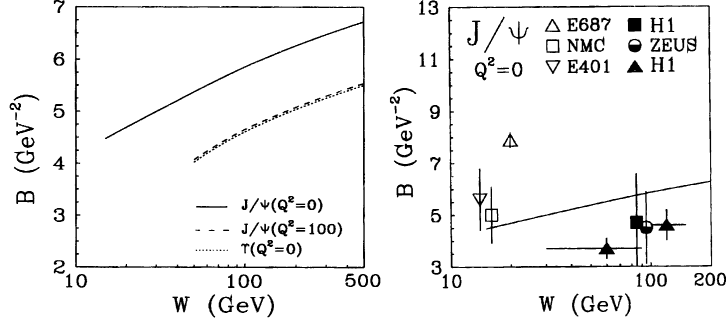 7
6
5
4
3
2
B (GeV⁻²)
10
100
500
W (GeV)
J/ψ(Q²=0)
J/ψ(Q²=100)
Υ(Q²=0)
13
11
9
7
5
3
B (GeV⁻²)
10
100
200
W (GeV)
J/ψ
Q²=0
E687
NMC
E401
H1
ZEUS
H1